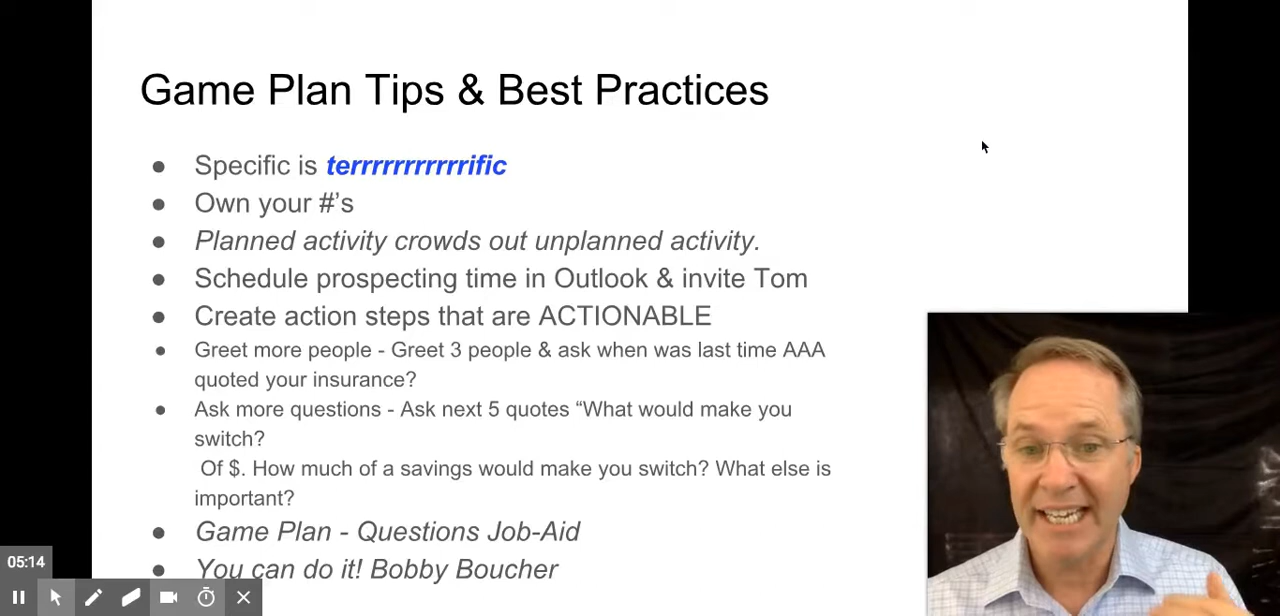 Game Plan Tips & Best Practices
● Specific is terrrrrrrrrrrific
● Own your #'s
● Planned activity crowds out unplanned activity.
● Schedule prospecting time in Outlook & invite Tom
● Create action steps that are ACTIONABLE
● Greet more people - Greet 3 people & ask when was last time AAA
quoted your insurance?
● Ask more questions - Ask next 5 quotes “What would make you
switch?
Of $. How much of a savings would make you switch? What else is
important?
● Game Plan - Questions Job-Aid
● You can do it! Bobby Boucher
05:14